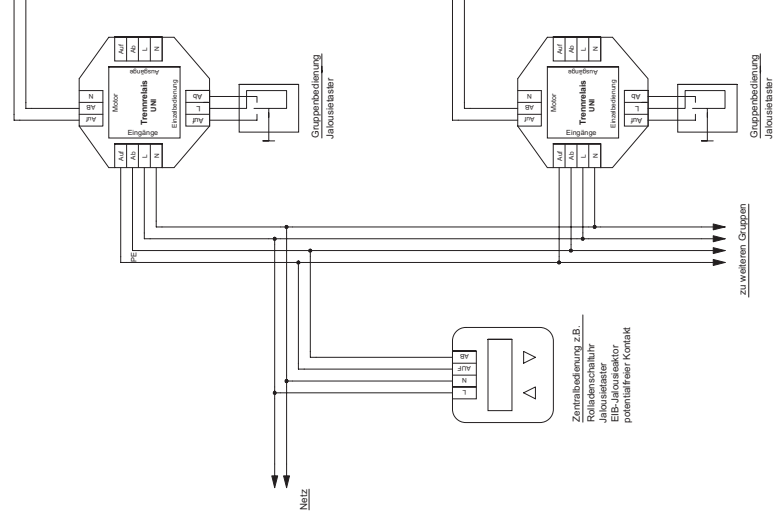 Auf
Ab
L
N
Ausgänge
Motor
Trennrelais
UNI
Einzelbedienung
Eingänge
N
AB
Auf
Ab
L
Auf
Auf
Ab
L
N
Gruppenbedienung
Jalousietaster
Auf
Ab
L
N
Ausgänge
Motor
Trennrelais
UNI
Einzelbedienung
Eingänge
N
AB
Auf
Ab
L
Auf
Auf
Ab
L
N
Gruppenbedienung
Jalousietaster
PE
zu weiteren Gruppen
AB
AUF
N
L
Zentralbedienung z.B.
Rolladenschaltuhr
Jalousietaster
EIB-Jalousieaktor
potentialfreier Kontakt
Netz